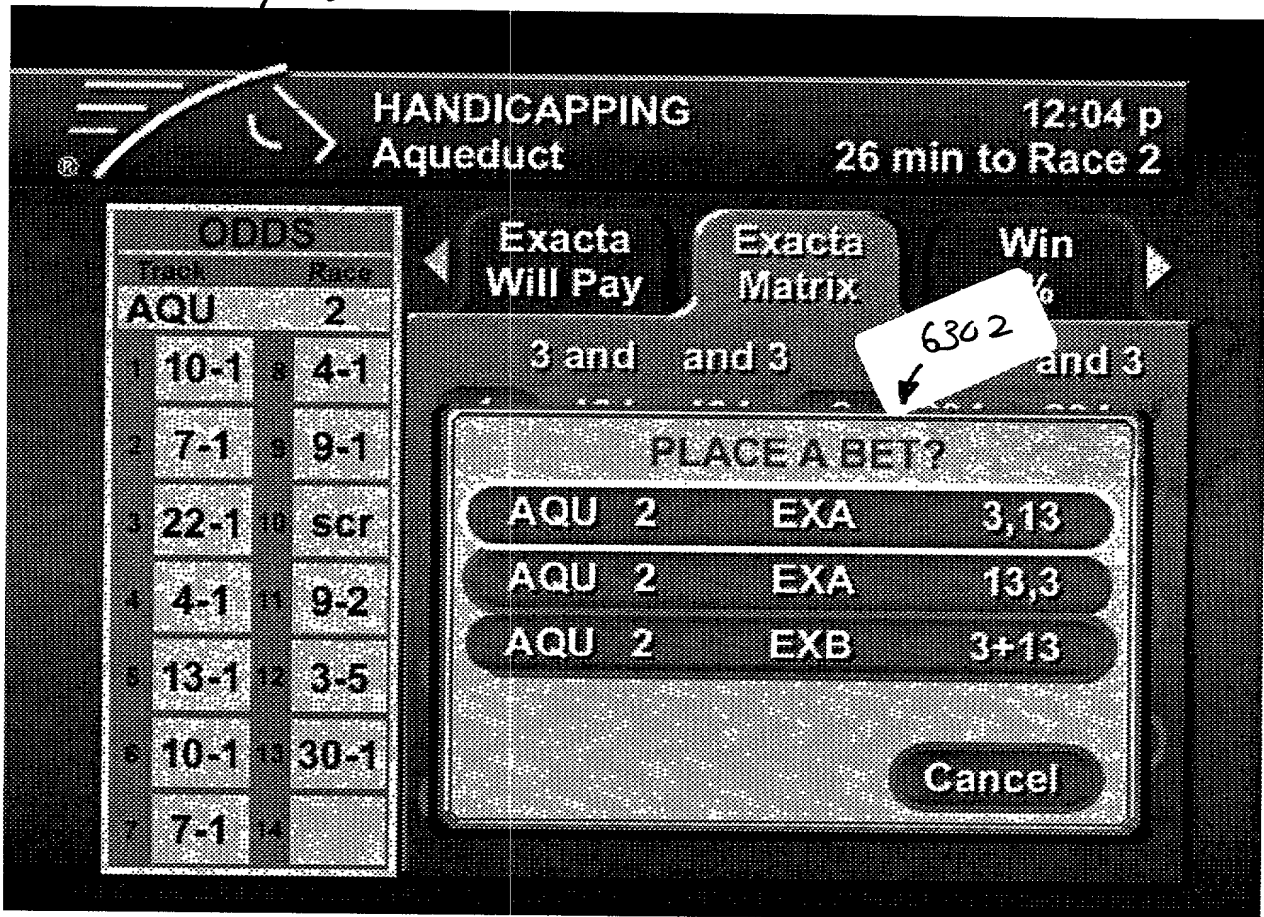 HANDICAPPING
Aqueduct
12:04 p
26 min to Race 2
®
ODDS
Track Race
AQU 2
1 10-1 8 4-1
2 7-1 9 9-1
3 22-1 10 scr
4 4-1 11 9-2
5 13-1 12 3-5
6 10-1 13 30-1
7 7-1 14
Exacta
Will Pay
Exacta
Matrix
Win
%
6302
3 and and 3 and 3
PLACE A BET?
AQU 2 EXA 3,13
AQU 2 EXA 13,3
AQU 2 EXB 3+13
Cancel